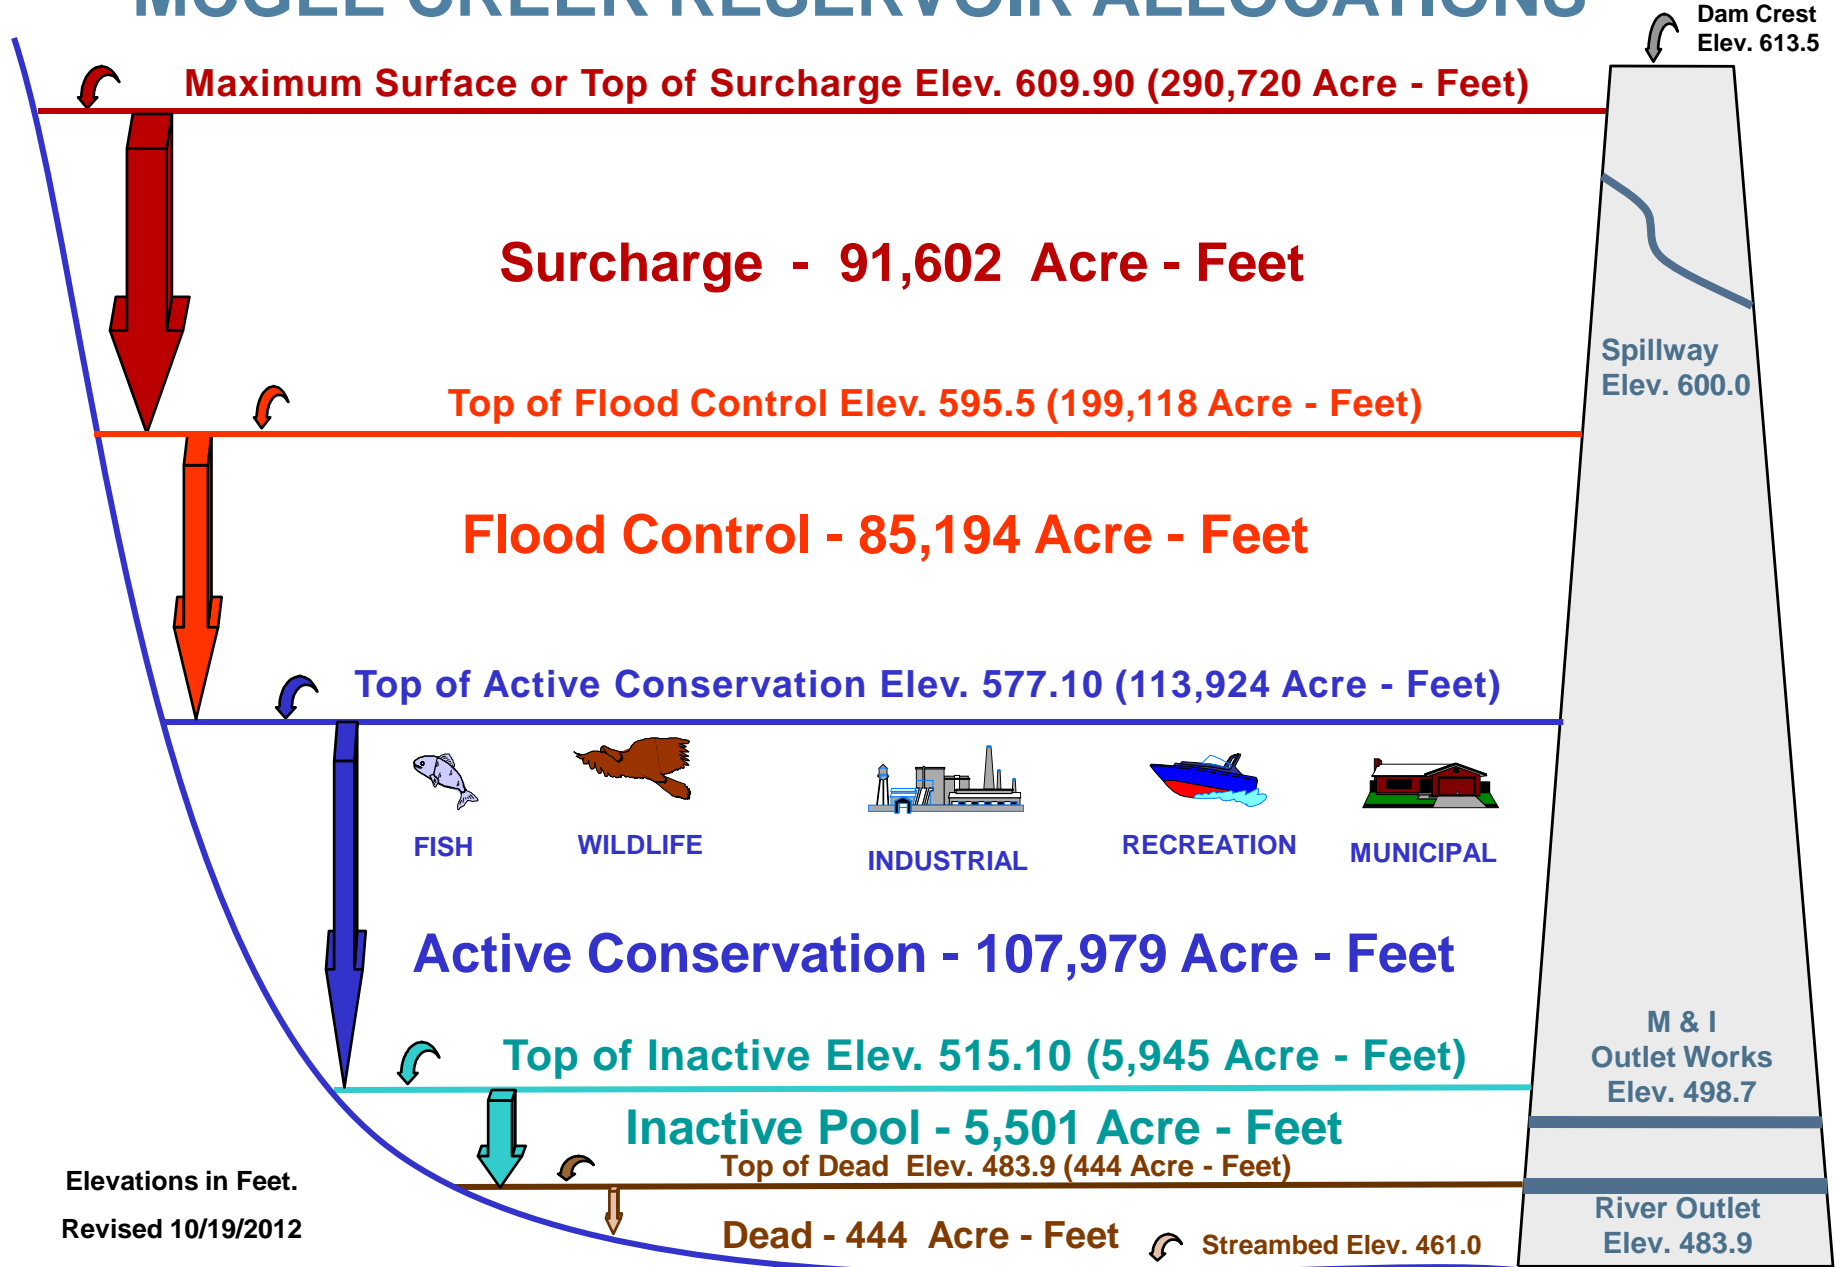 MCGEE CREEK RESERVOIR ALLOCATIONS
Dam Crest
Elev. 613.5
Maximum Surface or Top of Surcharge Elev. 609.90 (290,720 Acre - Feet)
Surcharge - 91,602 Acre - Feet
Spillway
Elev. 600.0
Top of Flood Control Elev. 595.5 (199,118 Acre - Feet)
Flood Control - 85,194 Acre - Feet
Top of Active Conservation Elev. 577.10 (113,924 Acre - Feet)
FISH
WILDLIFE
INDUSTRIAL
RECREATION
MUNICIPAL
Active Conservation - 107,979 Acre - Feet
M & I
Outlet Works
Elev. 498.7
Top of Inactive Elev. 515.10 (5,945 Acre - Feet)
Inactive Pool - 5,501 Acre - Feet
Top of Dead Elev. 483.9 (444 Acre - Feet)
Elevations in Feet.
Revised 10/19/2012
Dead - 444 Acre - Feet
Streambed Elev. 461.0
River Outlet
Elev. 483.9